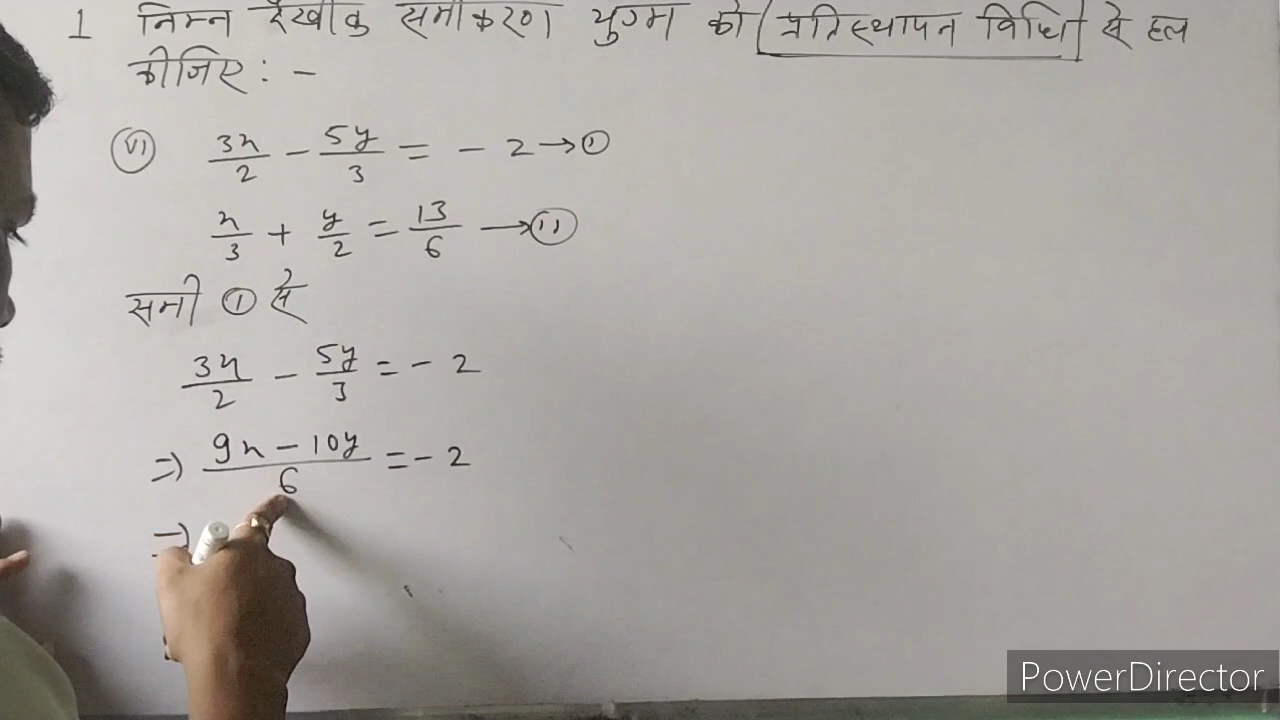 1 निम्न रैखीक समीकरण युग्म को प्रतिस्थापन विधि से हल
कीजिए : -
(vi) 3x/2 - 5y/3 = - 2 → (i)
x/3 + y/2 = 13/6 → (ii)
समी (i) से
3x/2 - 5y/3 = - 2
⇒ (9x - 10y)/6 = - 2
⇒
PowerDirector